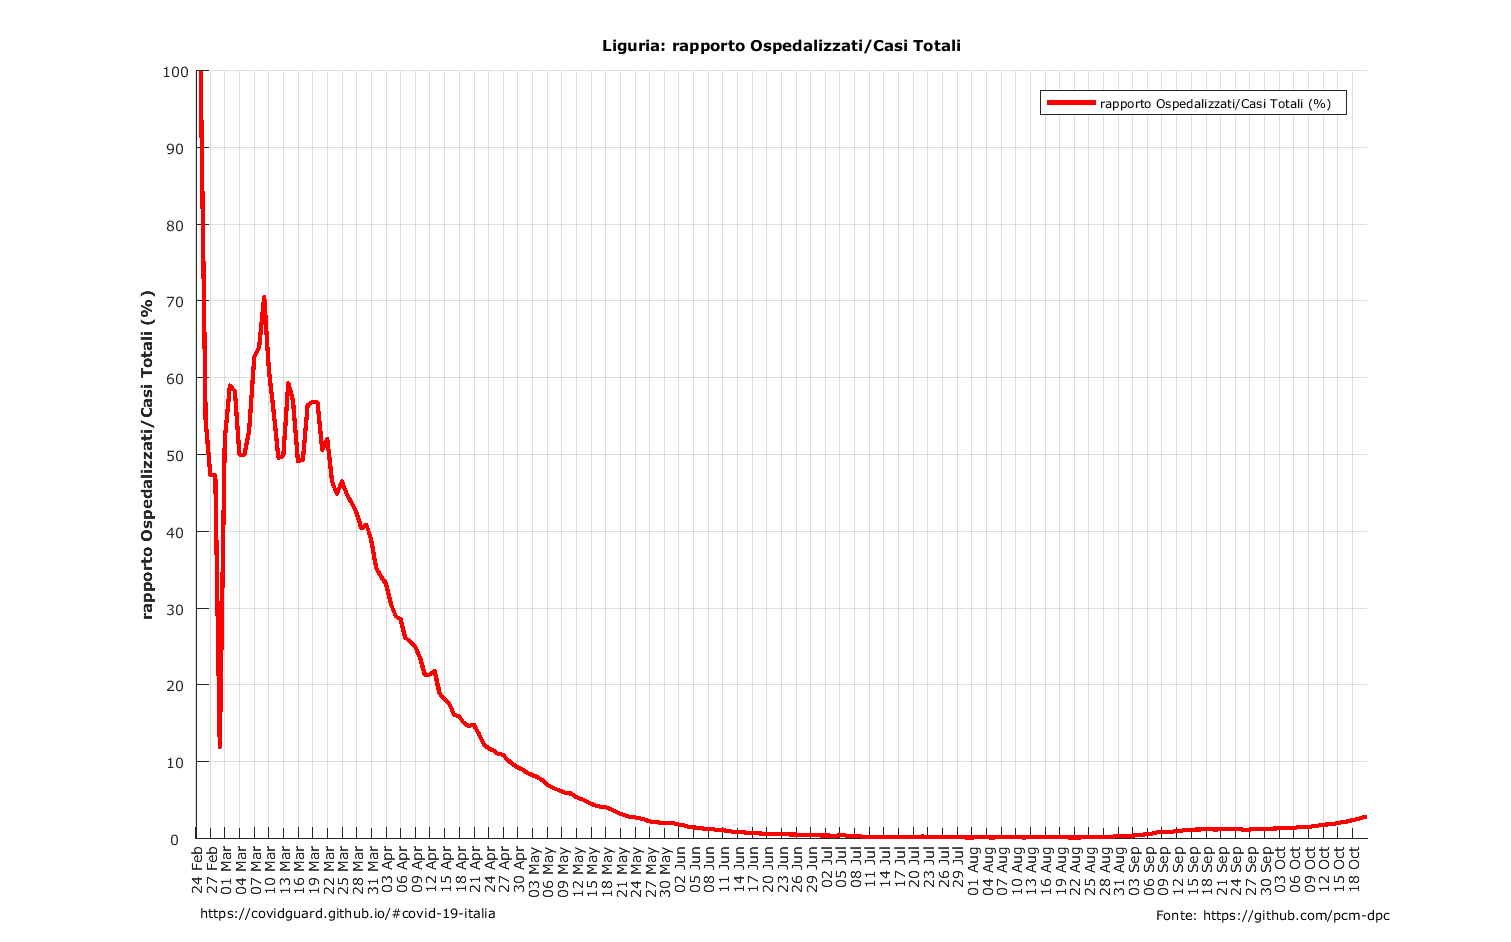 Liguria: rapporto Ospedalizzati/Casi Totali
rapporto Ospedalizzati/Casi Totali (%)
rapporto Ospedalizzati/Casi Totali (%)
100
90
80
70
60
50
40
30
20
10
0
24 Feb
27 Feb
01 Mar
04 Mar
07 Mar
10 Mar
13 Mar
16 Mar
19 Mar
22 Mar
25 Mar
28 Mar
31 Mar
03 Apr
06 Apr
09 Apr
12 Apr
15 Apr
18 Apr
21 Apr
24 Apr
27 Apr
30 Apr
03 May
06 May
09 May
12 May
15 May
18 May
21 May
24 May
27 May
30 May
02 Jun
05 Jun
08 Jun
11 Jun
14 Jun
17 Jun
20 Jun
23 Jun
26 Jun
29 Jun
02 Jul
05 Jul
08 Jul
11 Jul
14 Jul
17 Jul
20 Jul
23 Jul
26 Jul
29 Jul
01 Aug
04 Aug
07 Aug
10 Aug
13 Aug
16 Aug
19 Aug
22 Aug
25 Aug
28 Aug
31 Aug
03 Sep
06 Sep
09 Sep
12 Sep
15 Sep
18 Sep
21 Sep
24 Sep
27 Sep
30 Sep
03 Oct
06 Oct
09 Oct
12 Oct
15 Oct
18 Oct
https://covidguard.github.io/#covid-19-italia
Fonte: https://github.com/pcm-dpc